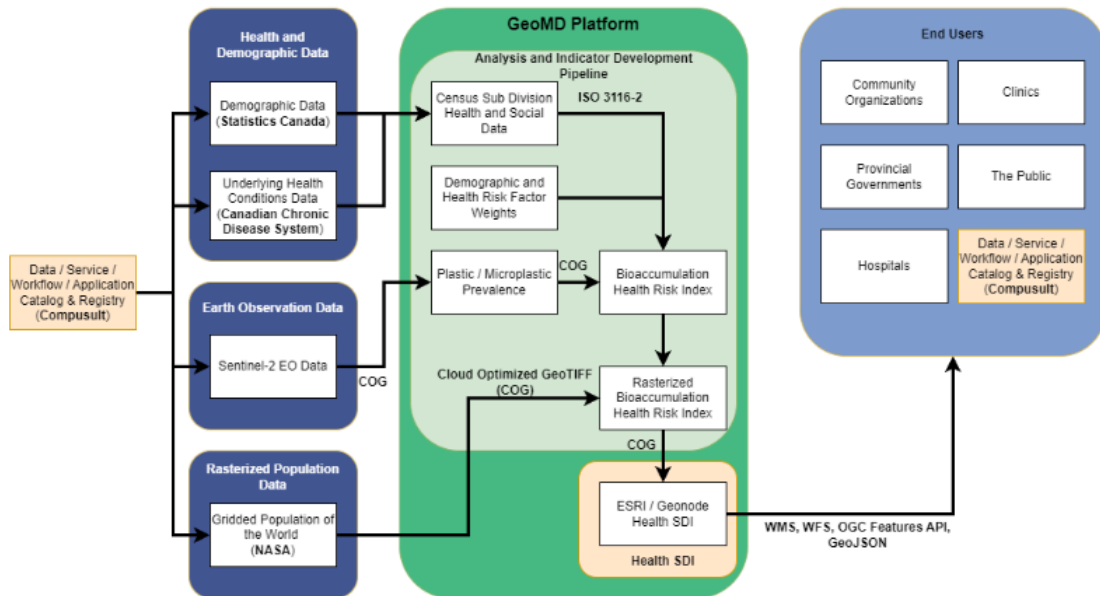 Data / Service /
Workflow / Application
Catalog & Registry
(Compusult)
Health and
Demographic Data
Demographic Data
(Statistics Canada)
Underlying Health
Conditions Data
(Canadian Chronic
Disease System)
Earth Observation Data
Sentinel-2 EO Data
COG
Rasterized Population
Data
Gridded Population of
the World
(NASA)
GeoMD Platform
Analysis and Indicator Development
Pipeline
Census Sub Division
Health and Social
Data
ISO 3116-2
Demographic and
Health Risk Factor
Weights
Plastic / Microplastic
Prevalence
COG
Bioaccumulation
Health Risk Index
Cloud Optimized GeoTIFF
(COG)
Rasterized
Bioaccumulation
Health Risk Index
COG
ESRI / Geonode
Health SDI
Health SDI
WMS, WFS, OGC Features API,
GeoJSON
End Users
Community
Organizations
Clinics
Provincial
Governments
The Public
Hospitals
Data / Service /
Workflow / Application
Catalog & Registry
(Compusult)